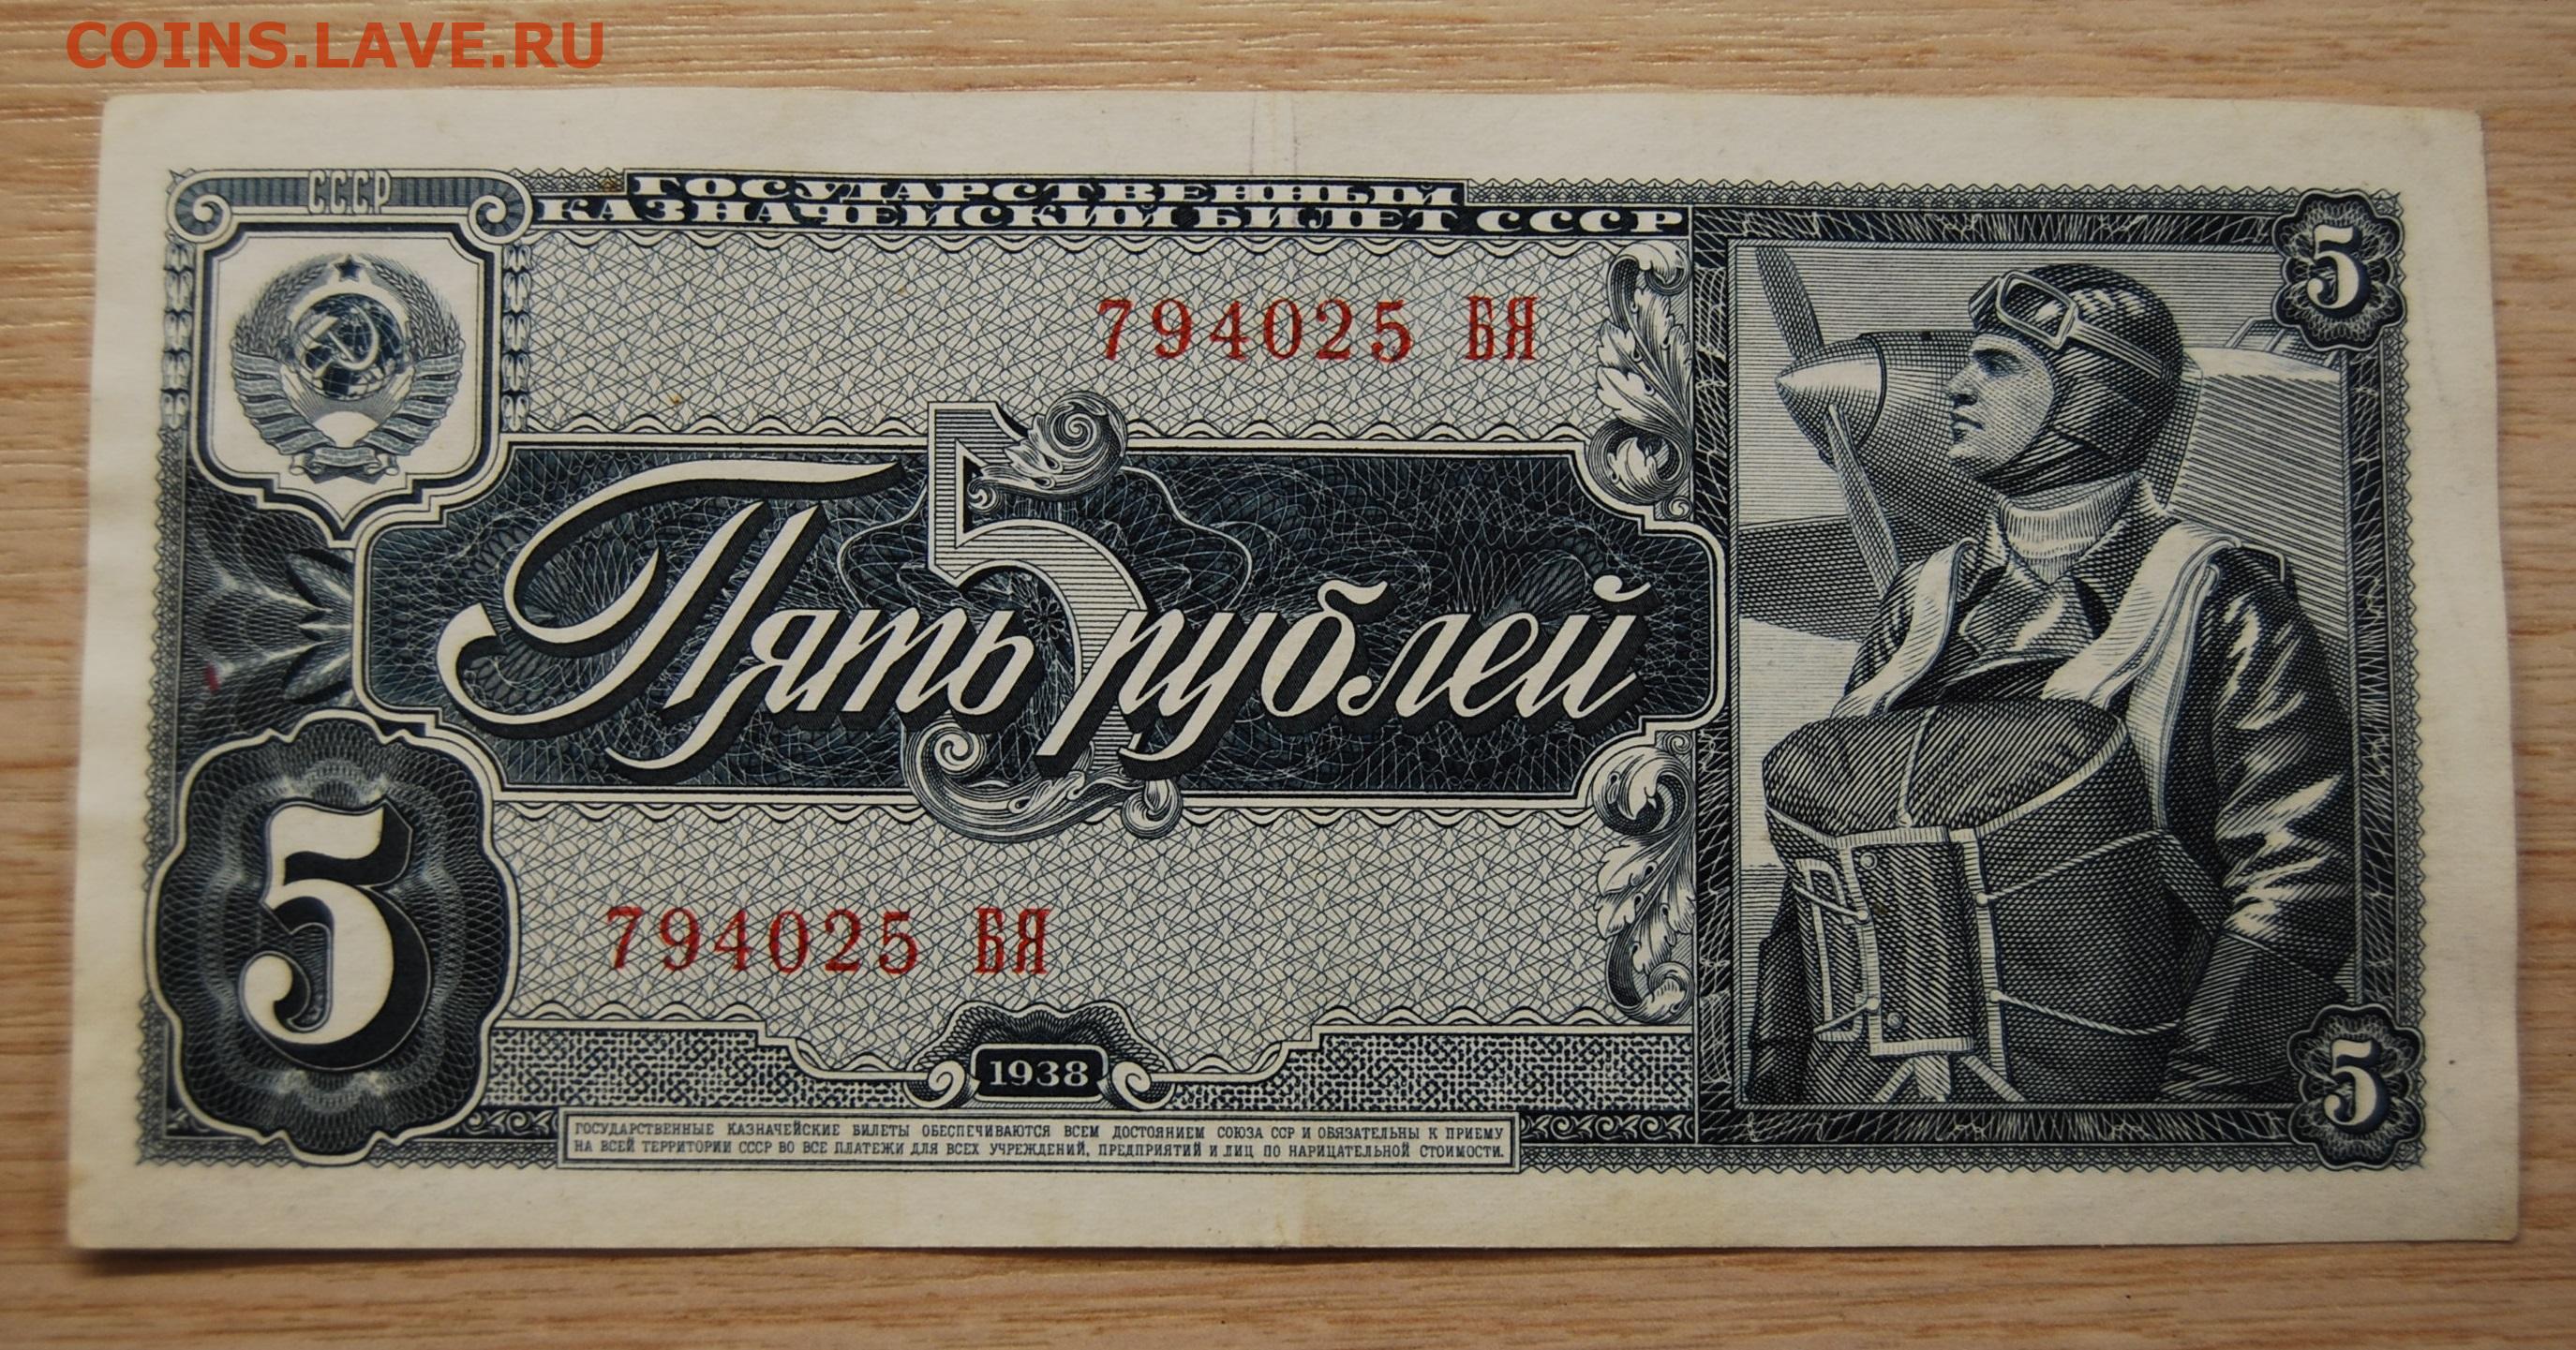 COINS.LAVE.RU
СССР
ГОСУДАРСТВЕННЫЙ
КАЗНАЧЕЙСКИЙ БИЛЕТ СССР
5
794025 БЯ
5
Пять рублей
5
794025 БЯ
1938
5
ГОСУДАРСТВЕННЫЕ КАЗНАЧЕЙСКИЕ БИЛЕТЫ ОБЕСПЕЧИВАЮТСЯ ВСЕМ ДОСТОЯНИЕМ СОЮЗА ССР И ОБЯЗАТЕЛЬНЫ К ПРИЕМУ
НА ВСЕЙ ТЕРРИТОРИИ СССР ВО ВСЕ ПЛАТЕЖИ ДЛЯ ВСЕХ УЧРЕЖДЕНИЙ, ПРЕДПРИЯТИЙ И ЛИЦ ПО НАРИЦАТЕЛЬНОЙ СТОИМОСТИ.